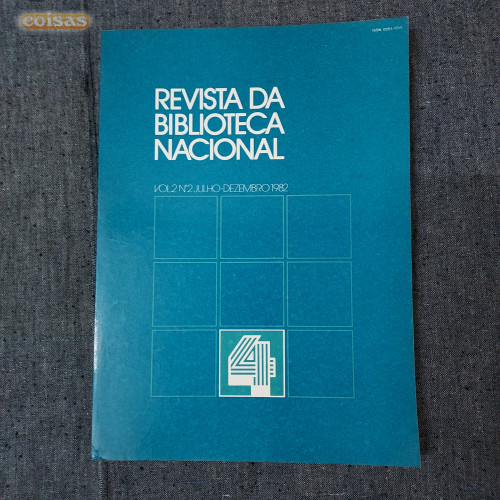 coisas
REVISTA DA
BIBLIOTECA
NACIONAL
VOL.2 Nº2 JULHO-DEZEMBRO 1982
4